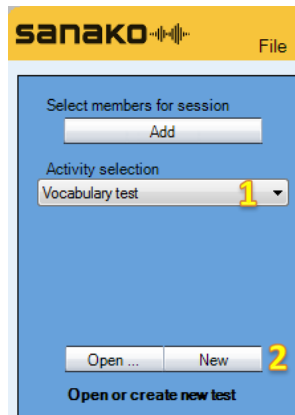 sanako
File
Select members for session
Add
Activity selection
Vocabulary test 1
Open ... New 2
Open or create new test